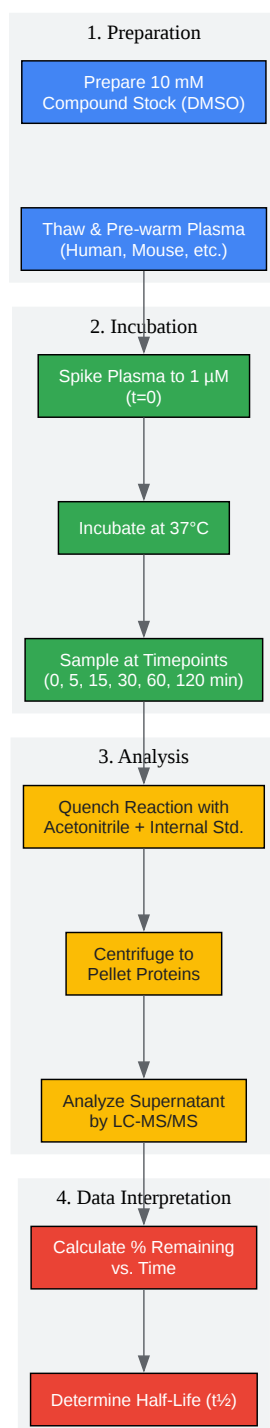 1. Preparation
Prepare 10 mM
Compound Stock (DMSO)
Thaw & Pre-warm Plasma
(Human, Mouse, etc.)
2. Incubation
Spike Plasma to 1 µM
(t=0)
Incubate at 37°C
Sample at Timepoints
(0, 5, 15, 30, 60, 120 min)
3. Analysis
Quench Reaction with
Acetonitrile + Internal Std.
Centrifuge to
Pellet Proteins
Analyze Supernatant
by LC-MS/MS
4. Data Interpretation
Calculate % Remaining
vs. Time
Determine Half-Life (t½)